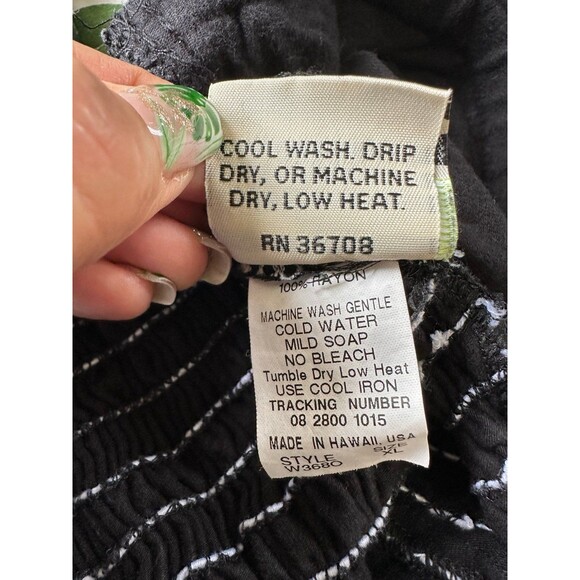 COOL WASH. DRIP
DRY, OR MACHINE
DRY, LOW HEAT.
RN 36708
100% RAYON
MACHINE WASH GENTLE
COLD WATER
MILD SOAP
NO BLEACH
Tumble Dry Low Heat
USE COOL IRON
TRACKING NUMBER
08 2800 1015
MADE IN HAWAII, USA
STYLE SIZE
W3680 XL